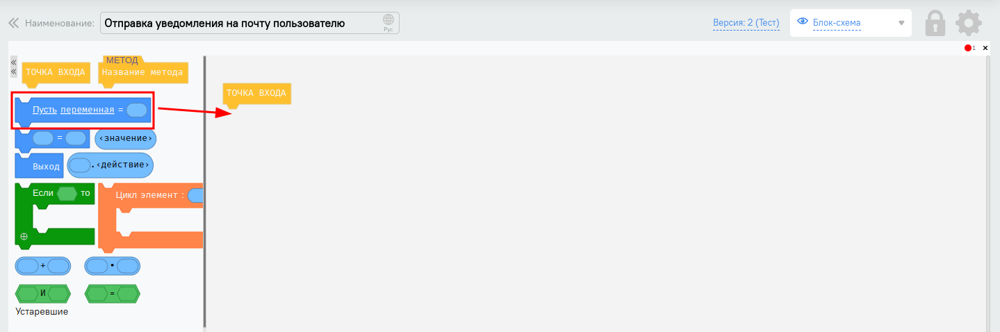 Наименование: Отправка уведомления на почту пользователю Рус Версия: 2 (Тест) Блок-схема
1 ×
ТОЧКА ВХОДА
МЕТОД
Название метода
ТОЧКА ВХОДА
Пусть переменная =
= ‹значение›
Выход .‹действие›
Если то
Цикл элемент :
+ •
И =
Устаревшие